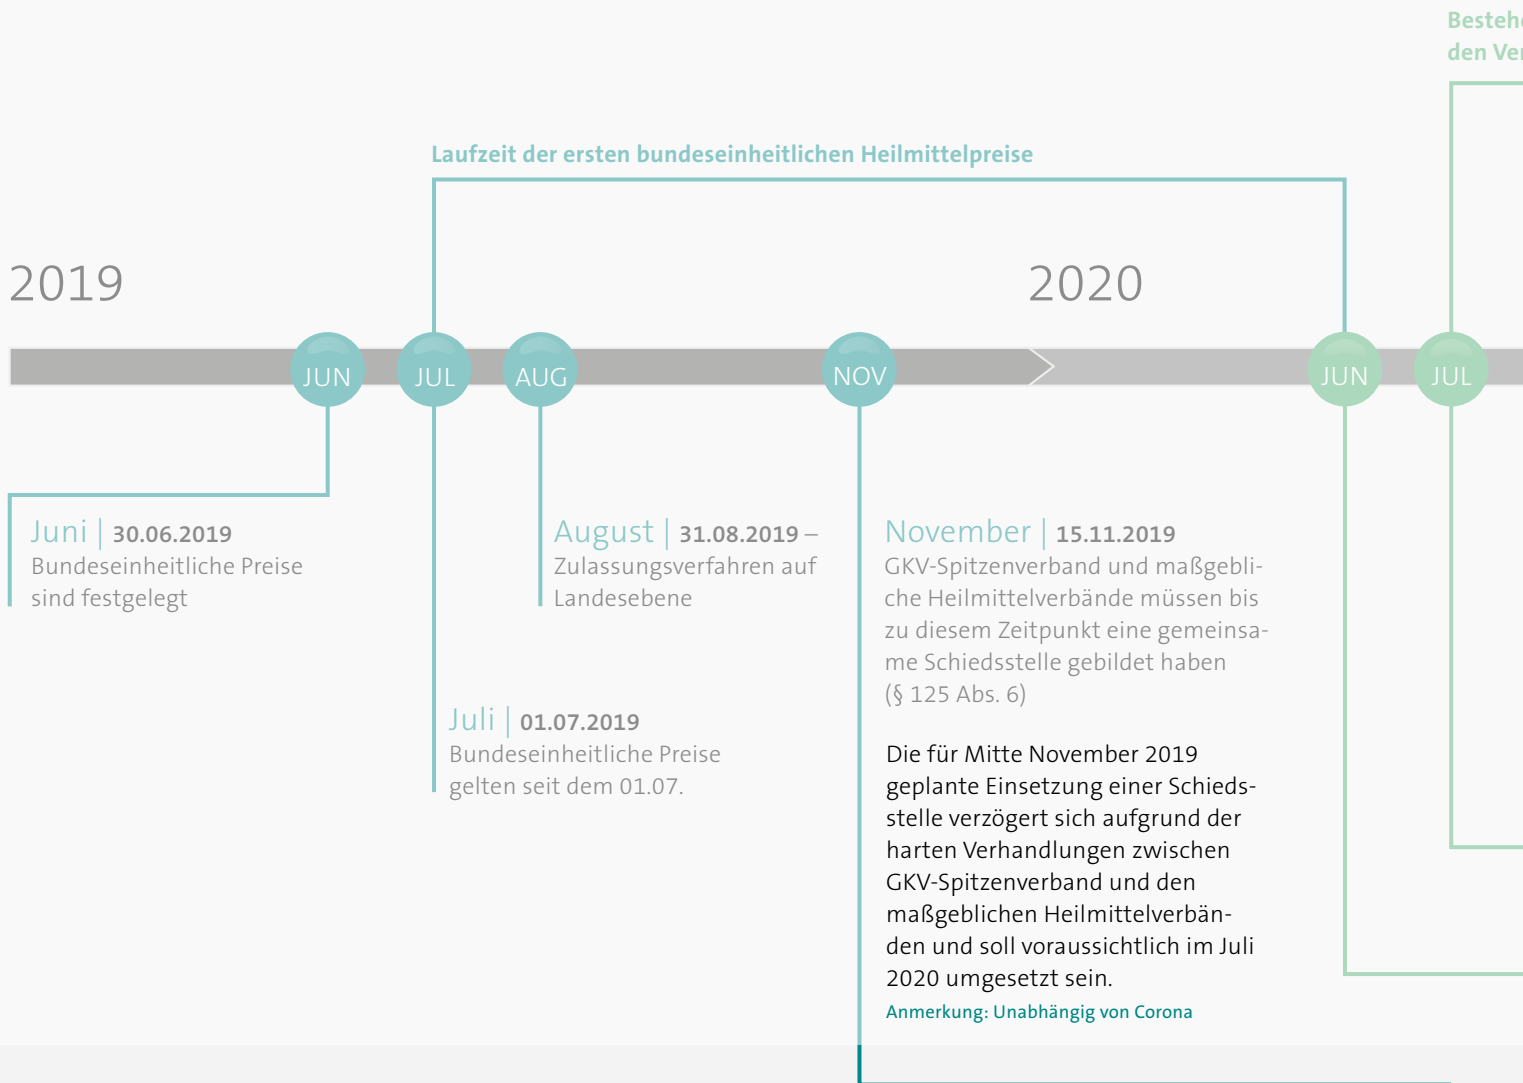 Besteh
den Ver
Laufzeit der ersten bundeseinheitlichen Heilmittelpreise
2019
2020
JUN
JUL
AUG
NOV
JUN
JUL
Juni | 30.06.2019
Bundeseinheitliche Preise
sind festgelegt
August | 31.08.2019 –
Zulassungsverfahren auf
Landesebene
Juli | 01.07.2019
Bundeseinheitliche Preise
gelten seit dem 01.07.
November | 15.11.2019
GKV-Spitzenverband und maßgebli-
che Heilmittelverbände müssen bis
zu diesem Zeitpunkt eine gemeinsa-
me Schiedsstelle gebildet haben
(§ 125 Abs. 6)
Die für Mitte November 2019
geplante Einsetzung einer Schieds-
stelle verzögert sich aufgrund der
harten Verhandlungen zwischen
GKV-Spitzenverband und den
maßgeblichen Heilmittelverbän-
den und soll voraussichtlich im Juli
2020 umgesetzt sein.
Anmerkung: Unabhängig von Corona